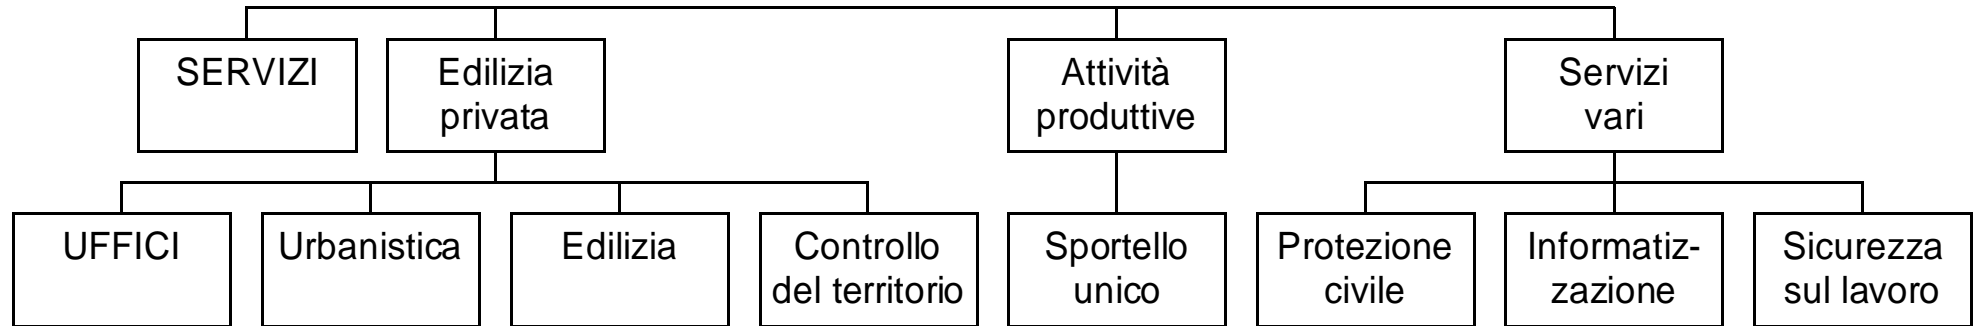 SERVIZI
Edilizia
privata
Attività
produttive
Servizi
vari
UFFICI
Urbanistica
Edilizia
Controllo
del territorio
Sportello
unico
Protezione
civile
Informatiz-
zazione
Sicurezza
sul lavoro